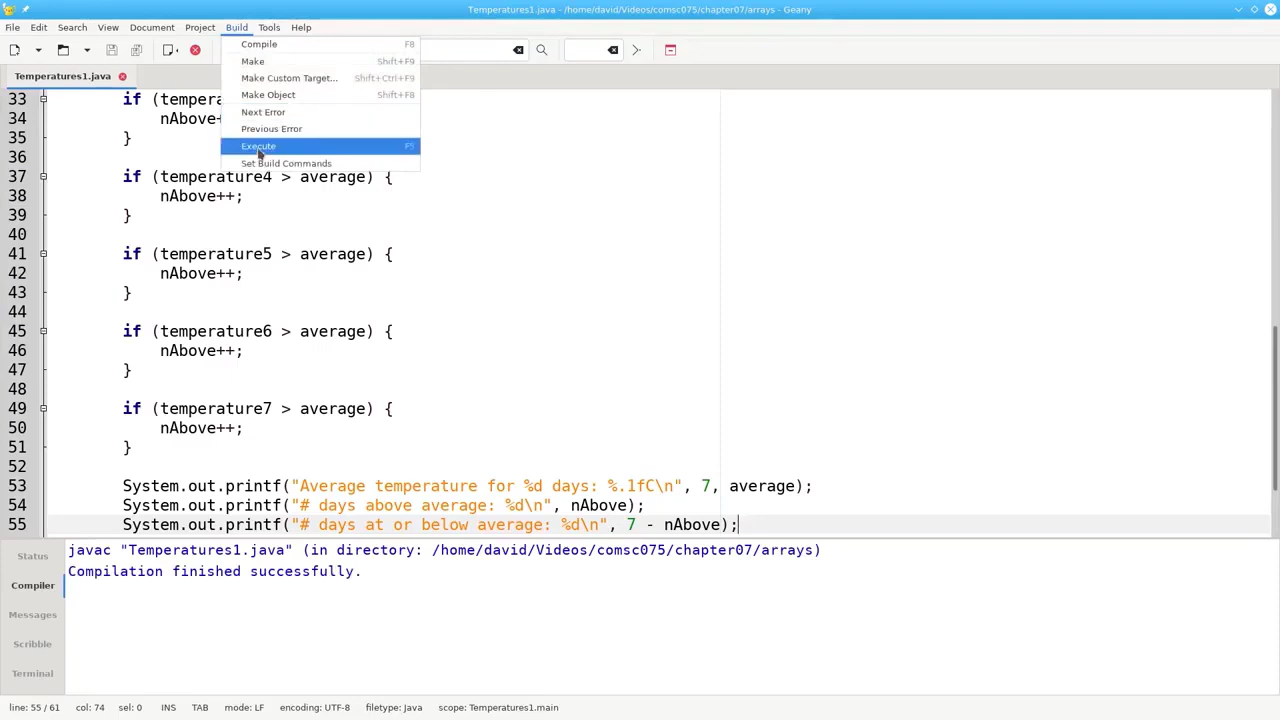 Temperatures1.java - /home/david/Videos/comsc075/chapter07/arrays - Geany
File Edit Search View Document Project Build Tools Help
Compile F8
Make Shift+F9
Make Custom Target... Shift+Ctrl+F9
Make Object Shift+F8
Next Error
Previous Error
Execute F5
Set Build Commands
Temperatures1.java
33 if (tempera
34 nAbove+
35 }
36
37 if (temperature4 > average) {
38 nAbove++;
39 }
40
41 if (temperature5 > average) {
42 nAbove++;
43 }
44
45 if (temperature6 > average) {
46 nAbove++;
47 }
48
49 if (temperature7 > average) {
50 nAbove++;
51 }
52
53 System.out.printf("Average temperature for %d days: %.1fC\n", 7, average);
54 System.out.printf("# days above average: %d\n", nAbove);
55 System.out.printf("# days at or below average: %d\n", 7 - nAbove);
Status
Compiler
Messages
Scribble
Terminal
javac "Temperatures1.java" (in directory: /home/david/Videos/comsc075/chapter07/arrays)
Compilation finished successfully.
line: 55 / 61 col: 74 sel: 0 INS TAB mode: LF encoding: UTF-8 filetype: Java scope: Temperatures1.main